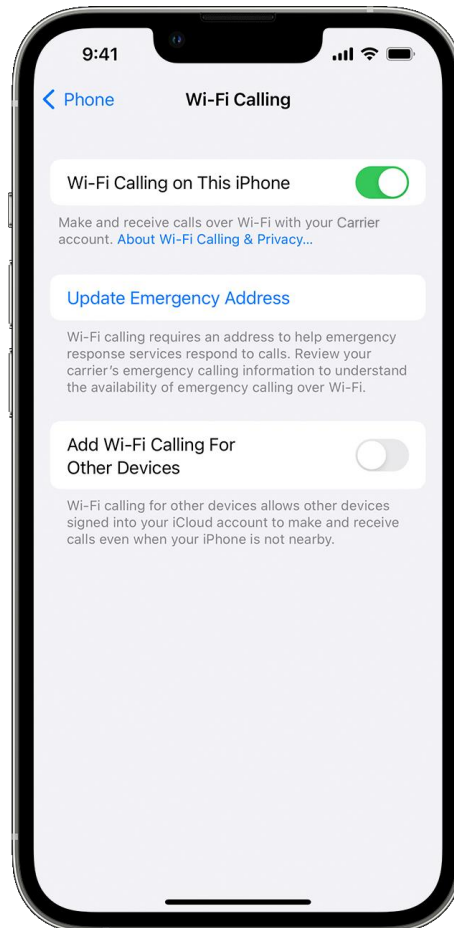 9:41
Phone Wi-Fi Calling
Wi-Fi Calling on This iPhone
Make and receive calls over Wi-Fi with your Carrier
account. About Wi-Fi Calling & Privacy...
Update Emergency Address
Wi-Fi calling requires an address to help emergency
response services respond to calls. Review your
carrier's emergency calling information to understand
the availability of emergency calling over Wi-Fi.
Add Wi-Fi Calling For
Other Devices
Wi-Fi calling for other devices allows other devices
signed into your iCloud account to make and receive
calls even when your iPhone is not nearby.